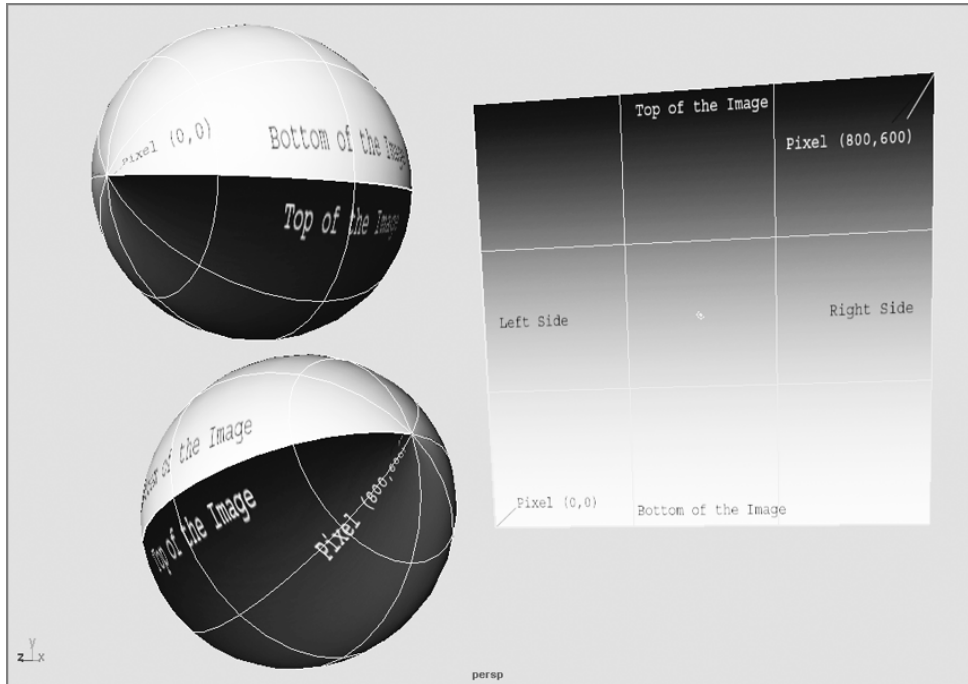 Pixel (0,0)
Bottom of the Image
Top of the Image
of the Image
Top of the Image
Pixel (800,600)
Top of the Image
Pixel (800,600)
Left Side
Right Side
Pixel (0,0)
Bottom of the Image
y
z x
persp